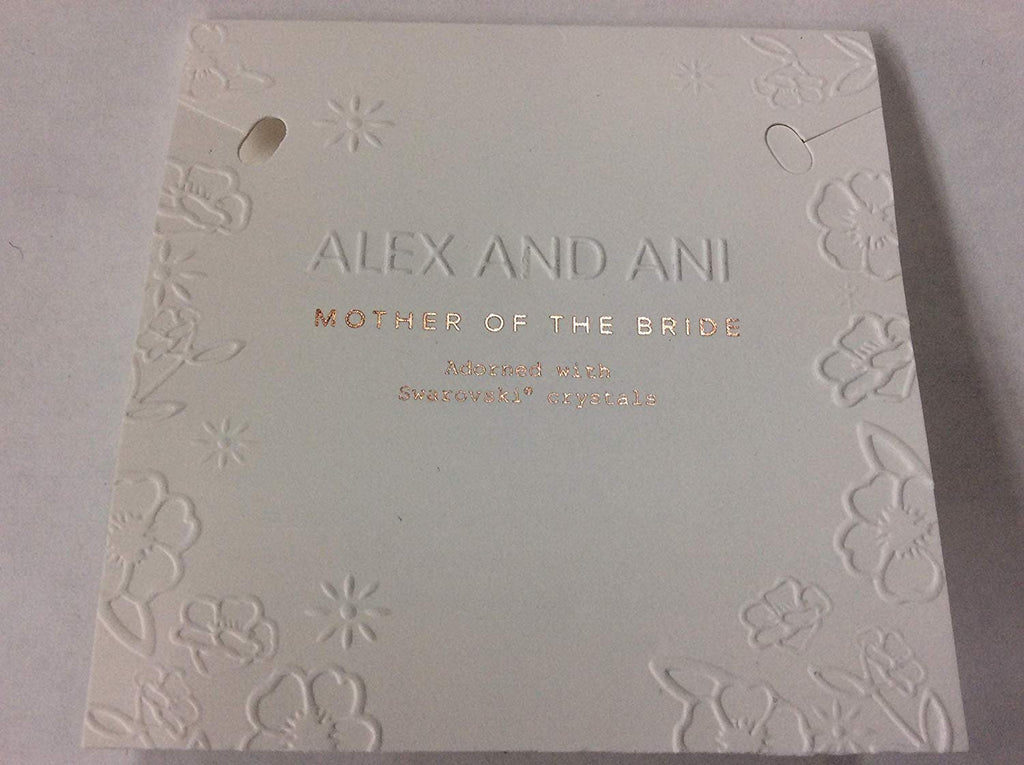 ALEX AND ANI
MOTHER OF THE BRIDE
Adorned with
Swarovski® crystals